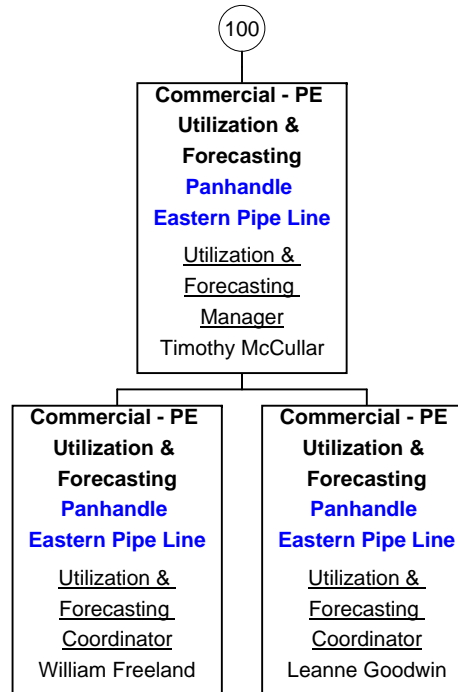 100
Commercial - PE
Utilization &
Forecasting
Panhandle
Eastern Pipe Line
Utilization &
Forecasting
Manager
Timothy McCullar
Commercial - PE
Utilization &
Forecasting
Panhandle
Eastern Pipe Line
Utilization &
Forecasting
Coordinator
William Freeland
Commercial - PE
Utilization &
Forecasting
Panhandle
Eastern Pipe Line
Utilization &
Forecasting
Coordinator
Leanne Goodwin